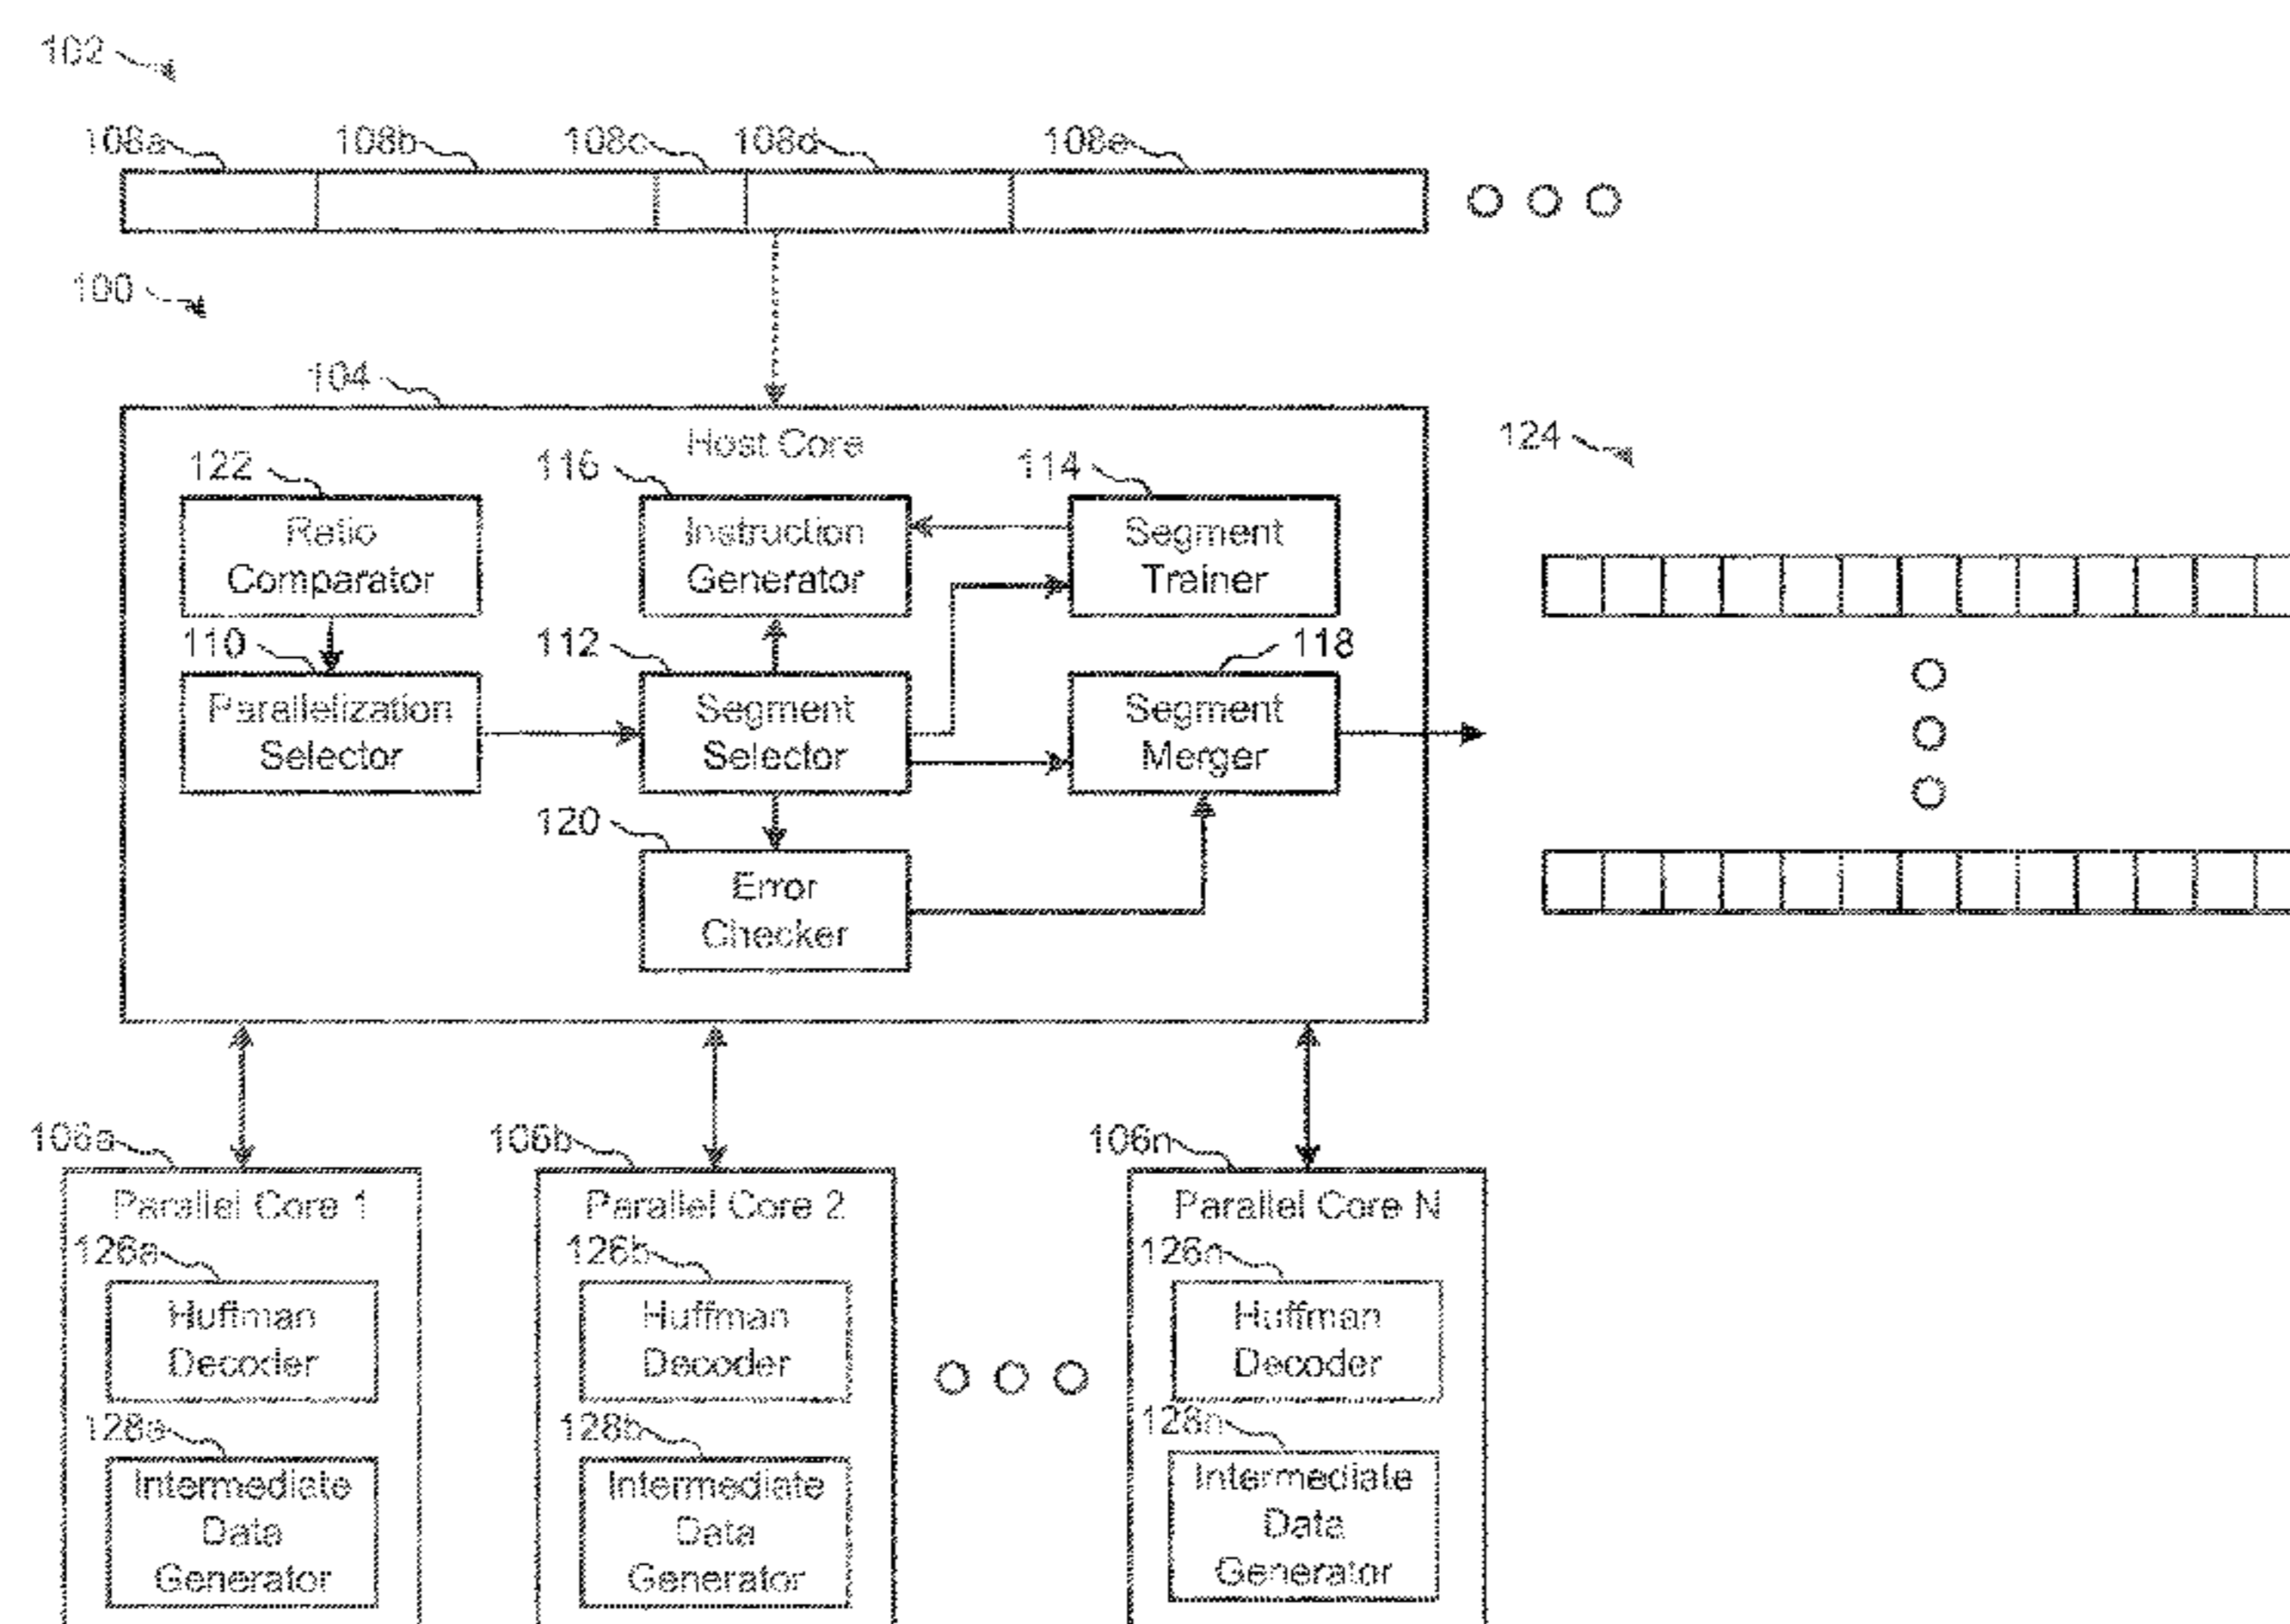 102
108a 108b 108c 108d 108e
100
104
Host Core
124
122 116 114
Ratio
Comparator
Instruction
Generator
Segment
Trainer
110 112 118
Parallelization
Selector
Segment
Selector
Segment
Merger
120
Error
Checker
106a 106b 106n
Parallel Core 1
Parallel Core 2
Parallel Core N
126a 126b 126n
Huffman
Decoder
Huffman
Decoder
Huffman
Decoder
128a 128b 128n
Intermediate
Data
Generator
Intermediate
Data
Generator
Intermediate
Data
Generator